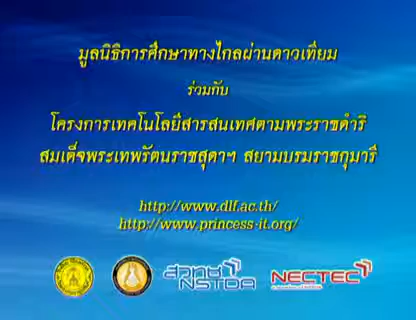 มูลนิธิการศึกษาทางไกลผ่านดาวเทียม
ร่วมกับ
โครงการเทคโนโลยีสารสนเทศตามพระราชดำริ
สมเด็จพระเทพรัตนราชสุดาฯ สยามบรมราชกุมารี
http://www.dlf.ac.th/
http://www.princess-it.org/
สวทช
NSTDA
NECTEC